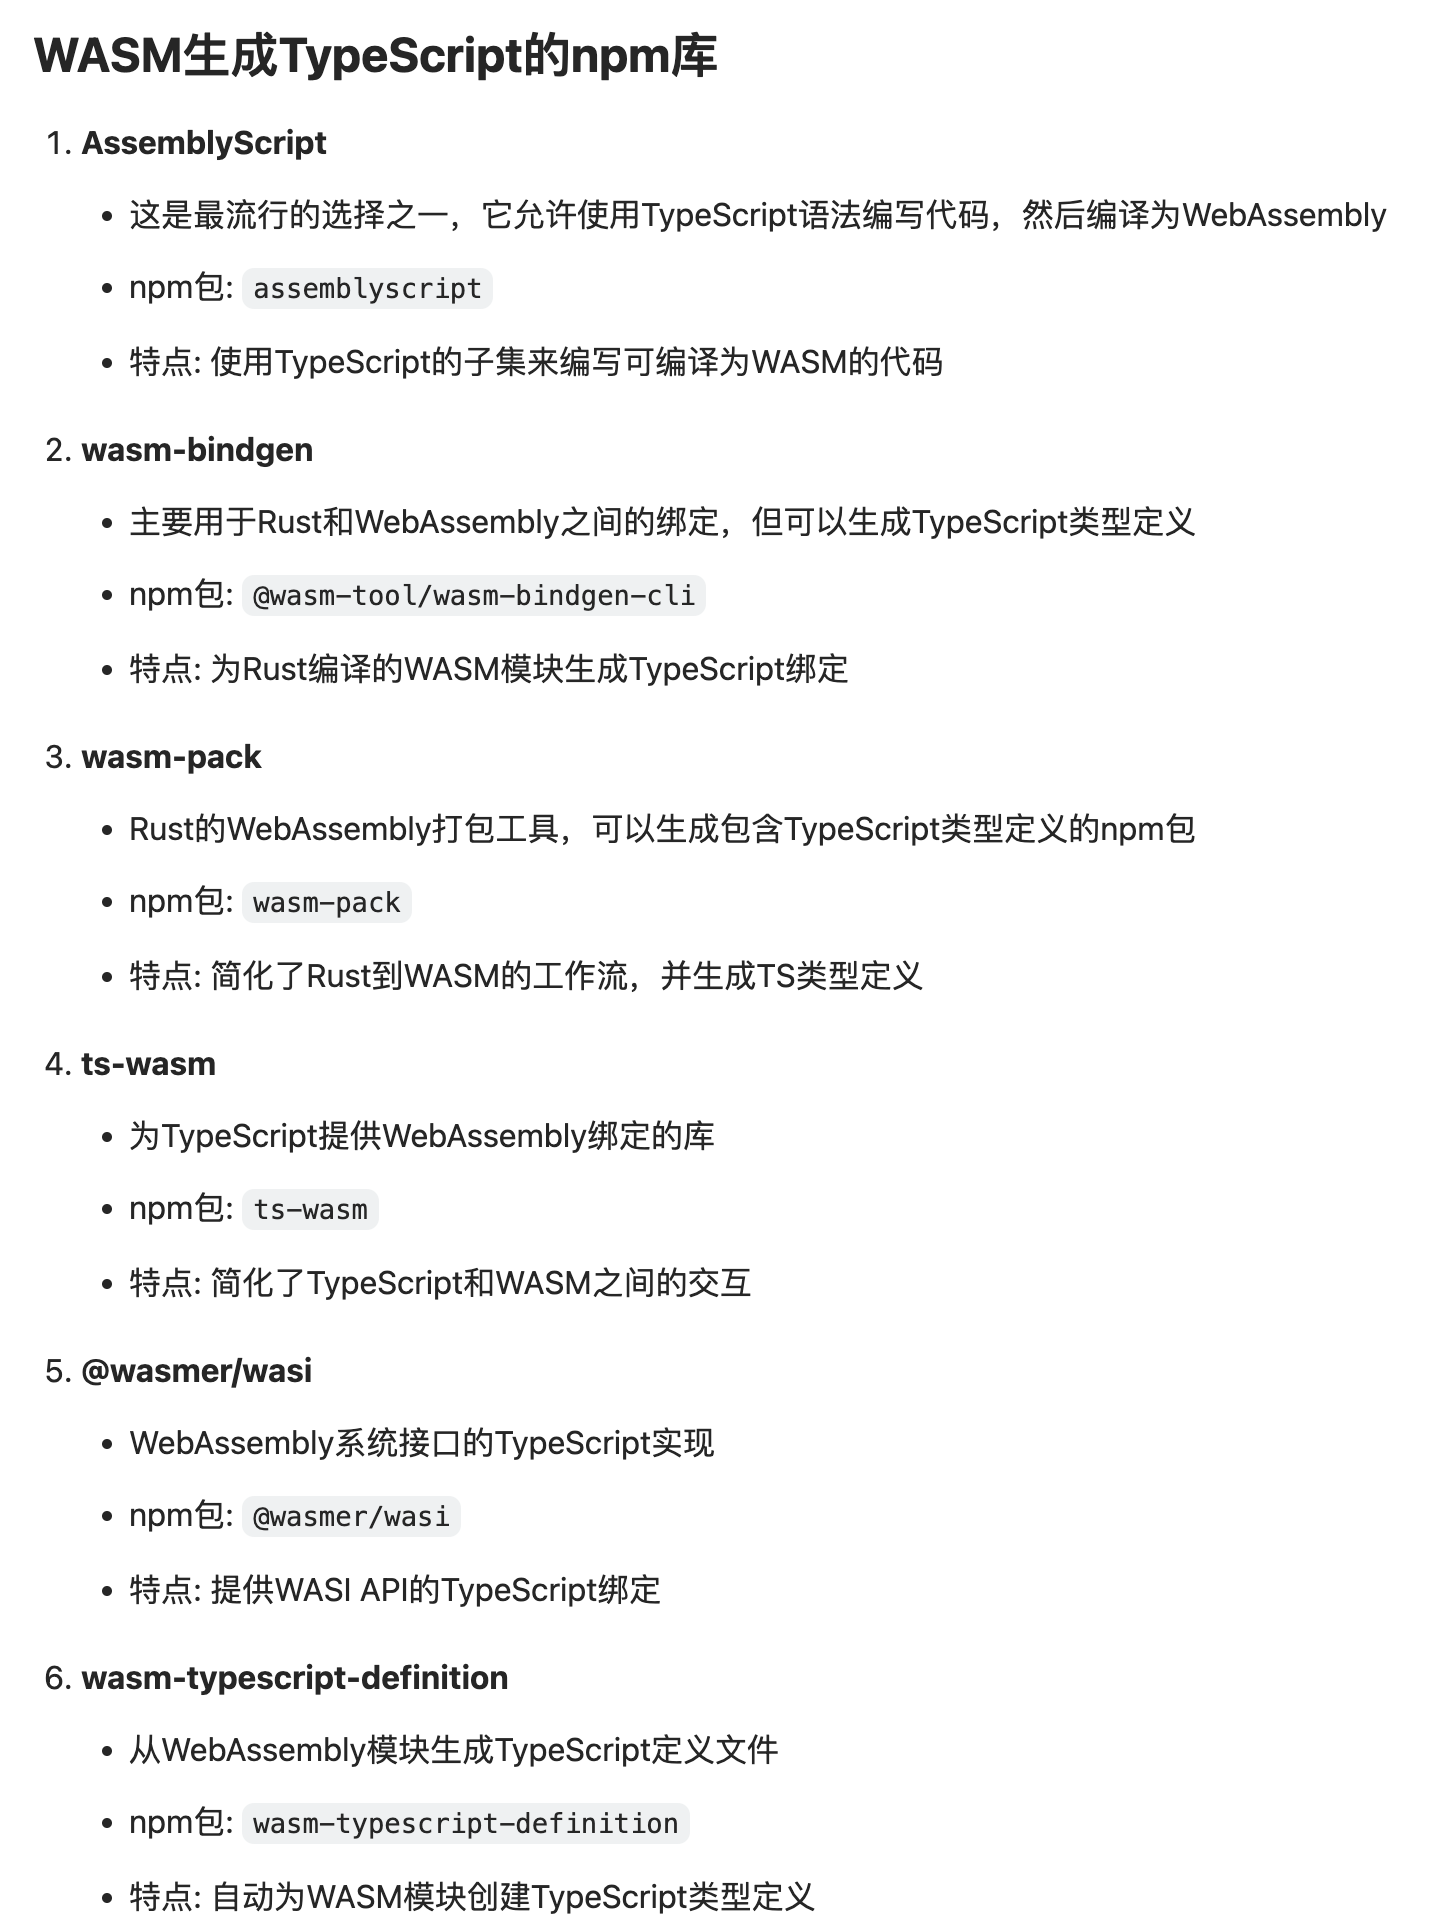 WASM生成TypeScript的npm库
1. AssemblyScript
• 这是最流行的选择之一，它允许使用TypeScript语法编写代码，然后编译为WebAssembly
• npm包: assemblyscript
• 特点: 使用TypeScript的子集来编写可编译为WASM的代码
2. wasm-bindgen
• 主要用于Rust和WebAssembly之间的绑定，但可以生成TypeScript类型定义
• npm包: @wasm-tool/wasm-bindgen-cli
• 特点: 为Rust编译的WASM模块生成TypeScript绑定
3. wasm-pack
• Rust的WebAssembly打包工具，可以生成包含TypeScript类型定义的npm包
• npm包: wasm-pack
• 特点: 简化了Rust到WASM的工作流，并生成TS类型定义
4. ts-wasm
• 为TypeScript提供WebAssembly绑定的库
• npm包: ts-wasm
• 特点: 简化了TypeScript和WASM之间的交互
5. @wasmer/wasi
• WebAssembly系统接口的TypeScript实现
• npm包: @wasmer/wasi
• 特点: 提供WASI API的TypeScript绑定
6. wasm-typescript-definition
• 从WebAssembly模块生成TypeScript定义文件
• npm包: wasm-typescript-definition
• 特点: 自动为WASM模块创建TypeScript类型定义